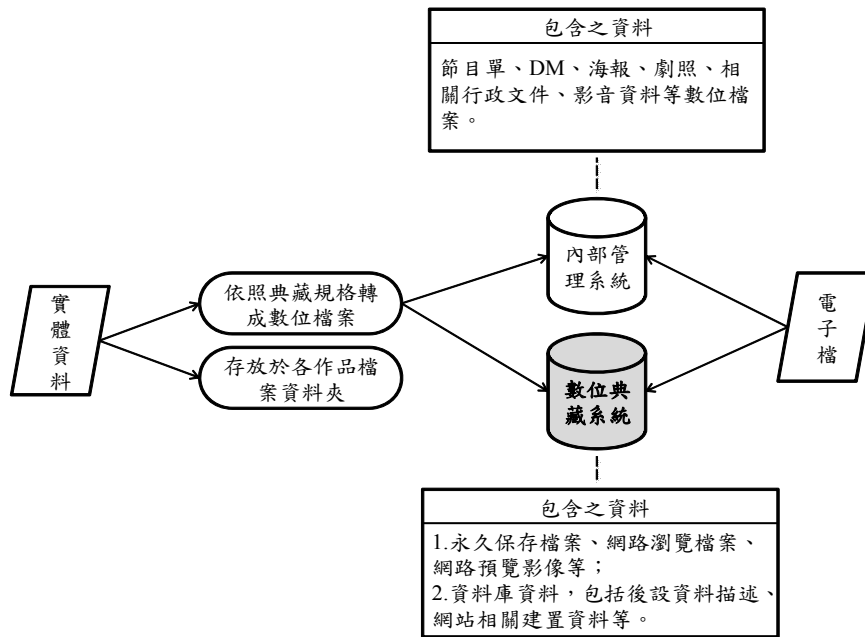 包含之資料
節目單、DM、海報、劇照、相
關行政文件、影音資料等數位檔
案。
內部管
理系統
實
體
資
料
依照典藏規格轉
成數位檔案
存放於各作品檔
案資料夾
電
子
檔
數位典
藏系統
包含之資料
1.永久保存檔案、網路瀏覽檔案、
網路預覽影像等；
2.資料庫資料，包括後設資料描述、
網站相關建置資料等。